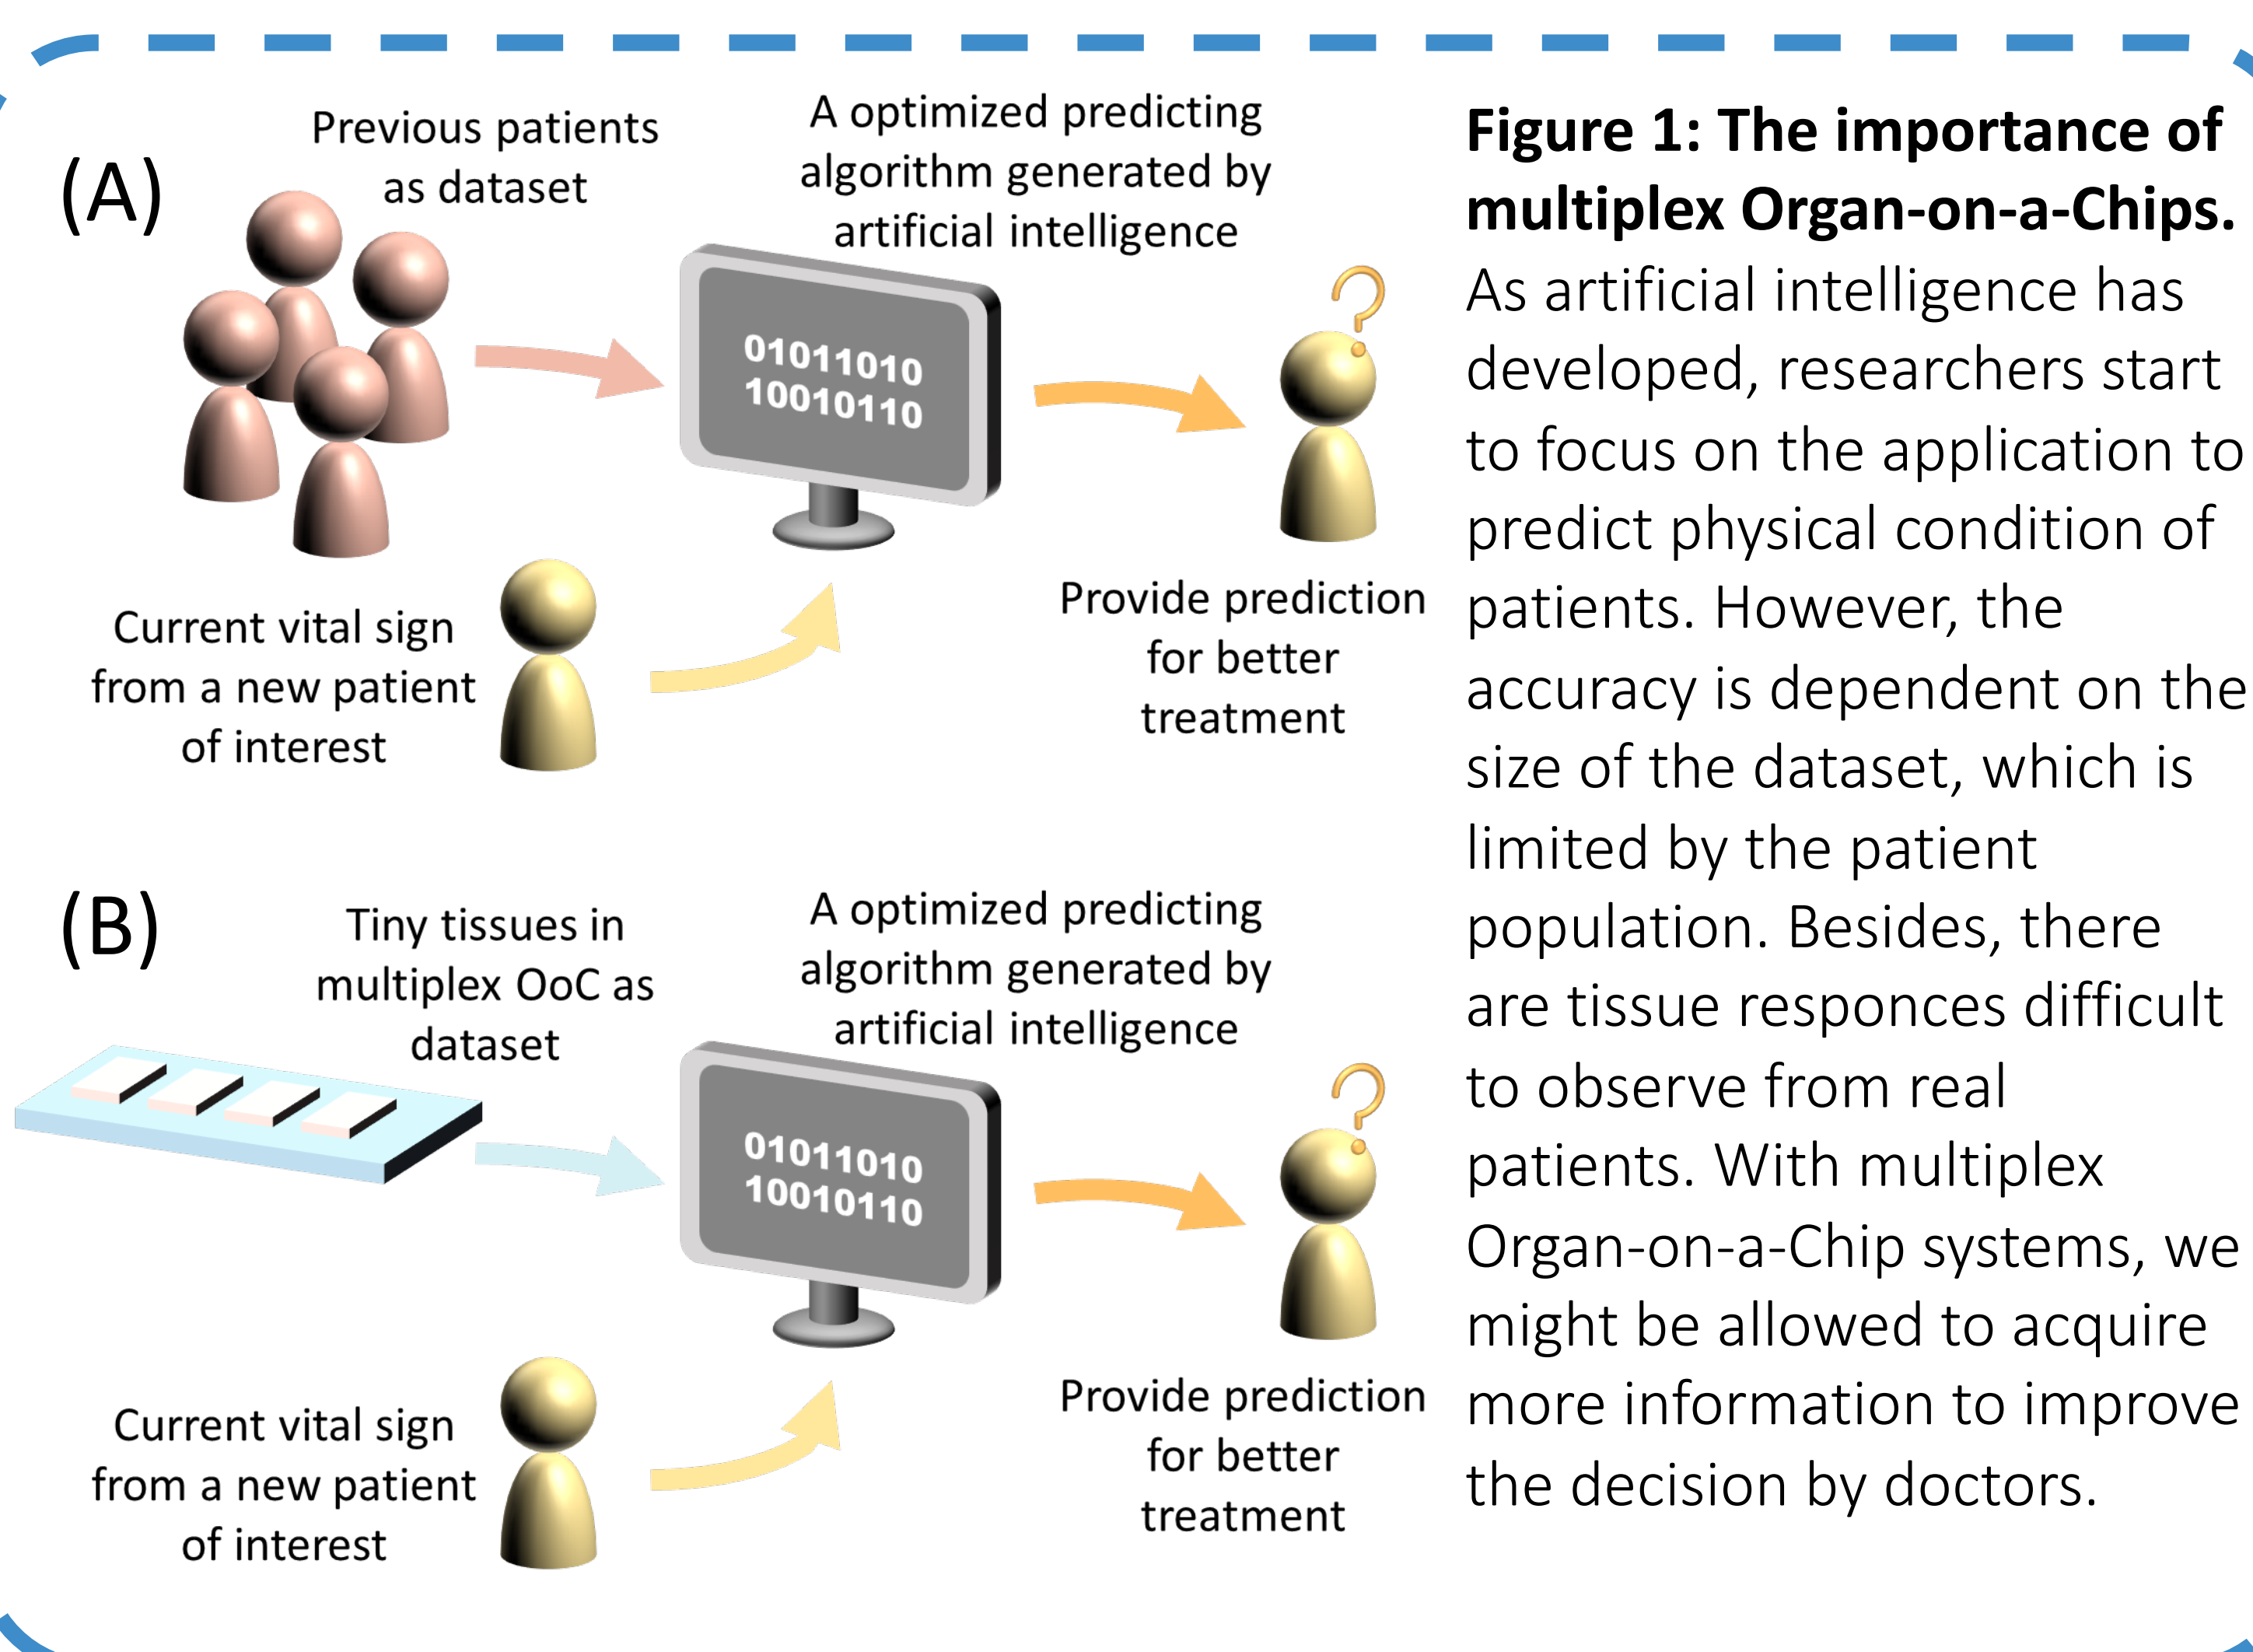 (A)
Previous patients
as dataset
A optimized predicting
algorithm generated by
artificial intelligence
01011010
10010110
Current vital sign
from a new patient
of interest
Provide prediction
for better
treatment
(B)
Tiny tissues in
multiplex OoC as
dataset
A optimized predicting
algorithm generated by
artificial intelligence
01011010
10010110
Current vital sign
from a new patient
of interest
Provide prediction
for better
treatment
Figure 1: The importance of
multiplex Organ-on-a-Chips.
As artificial intelligence has
developed, researchers start
to focus on the application to
predict physical condition of
patients. However, the
accuracy is dependent on the
size of the dataset, which is
limited by the patient
population. Besides, there
are tissue responces difficult
to observe from real
patients. With multiplex
Organ-on-a-Chip systems, we
might be allowed to acquire
more information to improve
the decision by doctors.